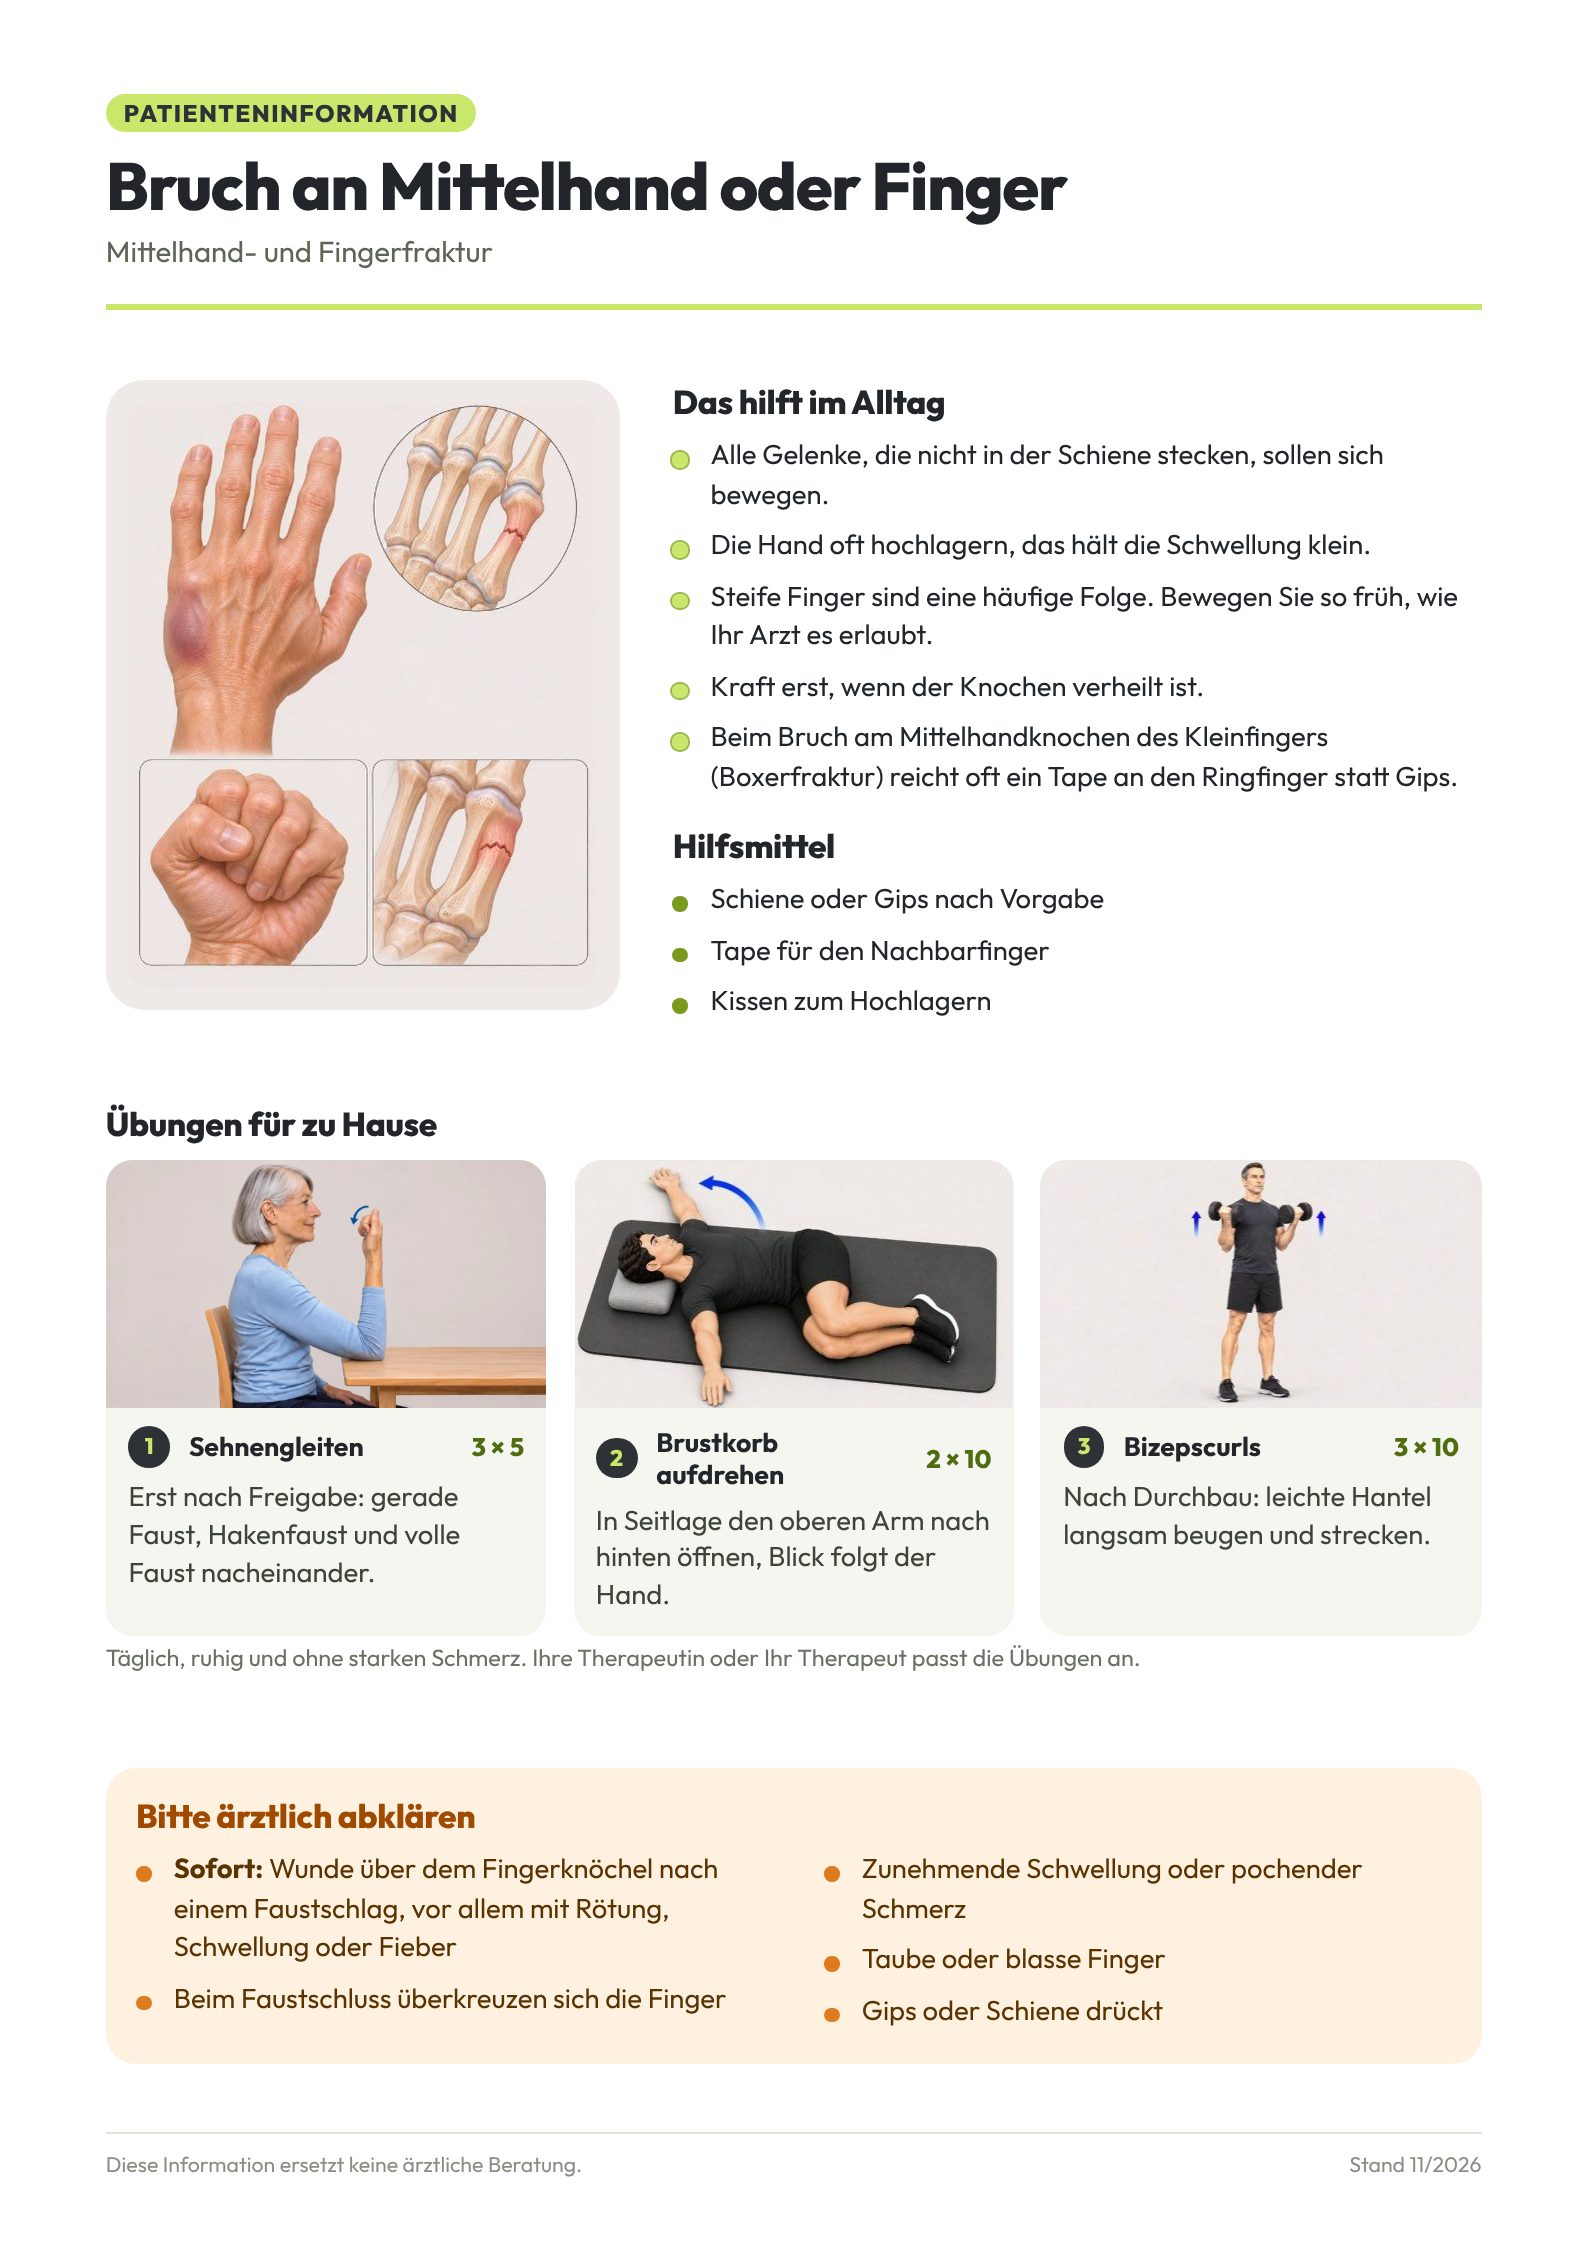 PATIENTENINFORMATION
Bruch an Mittelhand oder Finger
Mittelhand- und Fingerfraktur
Das hilft im Alltag
Alle Gelenke, die nicht in der Schiene stecken, sollen sich
bewegen.
Die Hand oft hochlagern, das hält die Schwellung klein.
Steife Finger sind eine häufige Folge. Bewegen Sie so früh, wie
Ihr Arzt es erlaubt.
Kraft erst, wenn der Knochen verheilt ist.
Beim Bruch am Mittelhandknochen des Kleinfingers
(Boxerfraktur) reicht oft ein Tape an den Ringfinger statt Gips.
Hilfsmittel
Schiene oder Gips nach Vorgabe
Tape für den Nachbarfinger
Kissen zum Hochlagern
Übungen für zu Hause
1 Sehnengleiten 3 × 5
Erst nach Freigabe: gerade
Faust, Hakenfaust und volle
Faust nacheinander.
2 Brustkorb
aufdrehen 2 × 10
In Seitlage den oberen Arm nach
hinten öffnen, Blick folgt der
Hand.
3 Bizepscurls 3 × 10
Nach Durchbau: leichte Hantel
langsam beugen und strecken.
Täglich, ruhig und ohne starken Schmerz. Ihre Therapeutin oder Ihr Therapeut passt die Übungen an.
Bitte ärztlich abklären
Sofort: Wunde über dem Fingerknöchel nach
einem Faustschlag, vor allem mit Rötung,
Schwellung oder Fieber
Beim Faustschluss überkreuzen sich die Finger
Zunehmende Schwellung oder pochender
Schmerz
Taube oder blasse Finger
Gips oder Schiene drückt
Diese Information ersetzt keine ärztliche Beratung.
Stand 11/2026